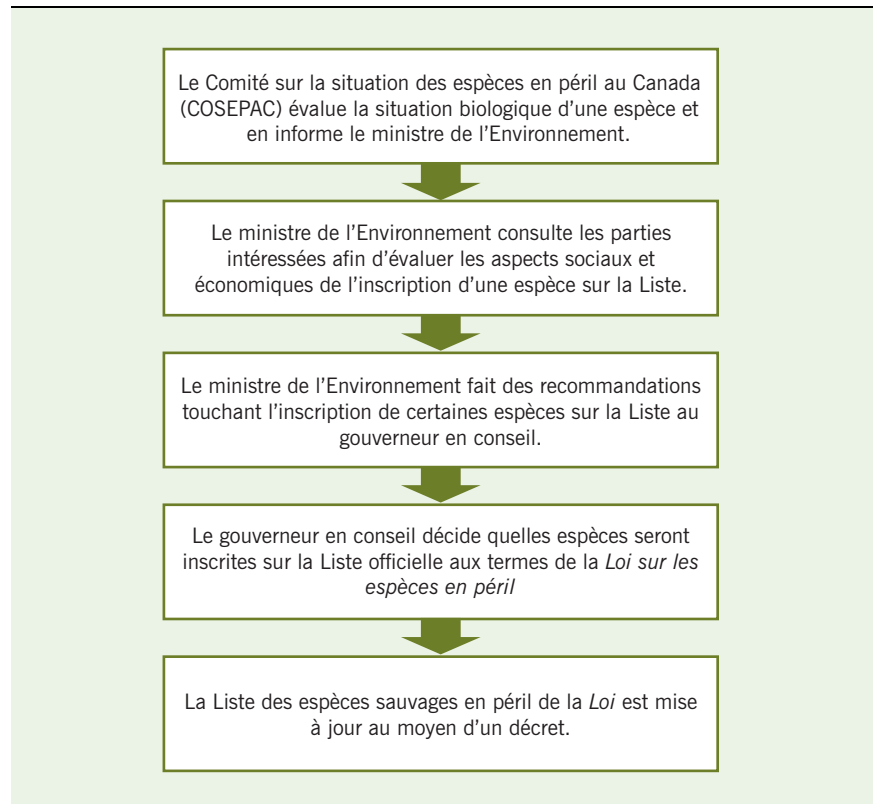 Le Comité sur la situation des espèces en péril au Canada
(COSEPAC) évalue la situation biologique d’une espèce et
en informe le ministre de l’Environnement.
Le ministre de l’Environnement consulte les parties
intéressées afin d’évaluer les aspects sociaux et
économiques de l’inscription d’une espèce sur la Liste.
Le ministre de l’Environnement fait des recommandations
touchant l’inscription de certaines espèces sur la Liste au
gouverneur en conseil.
Le gouverneur en conseil décide quelles espèces seront
inscrites sur la Liste officielle aux termes de la Loi sur les
espèces en péril
La Liste des espèces sauvages en péril de la Loi est mise
à jour au moyen d’un décret.